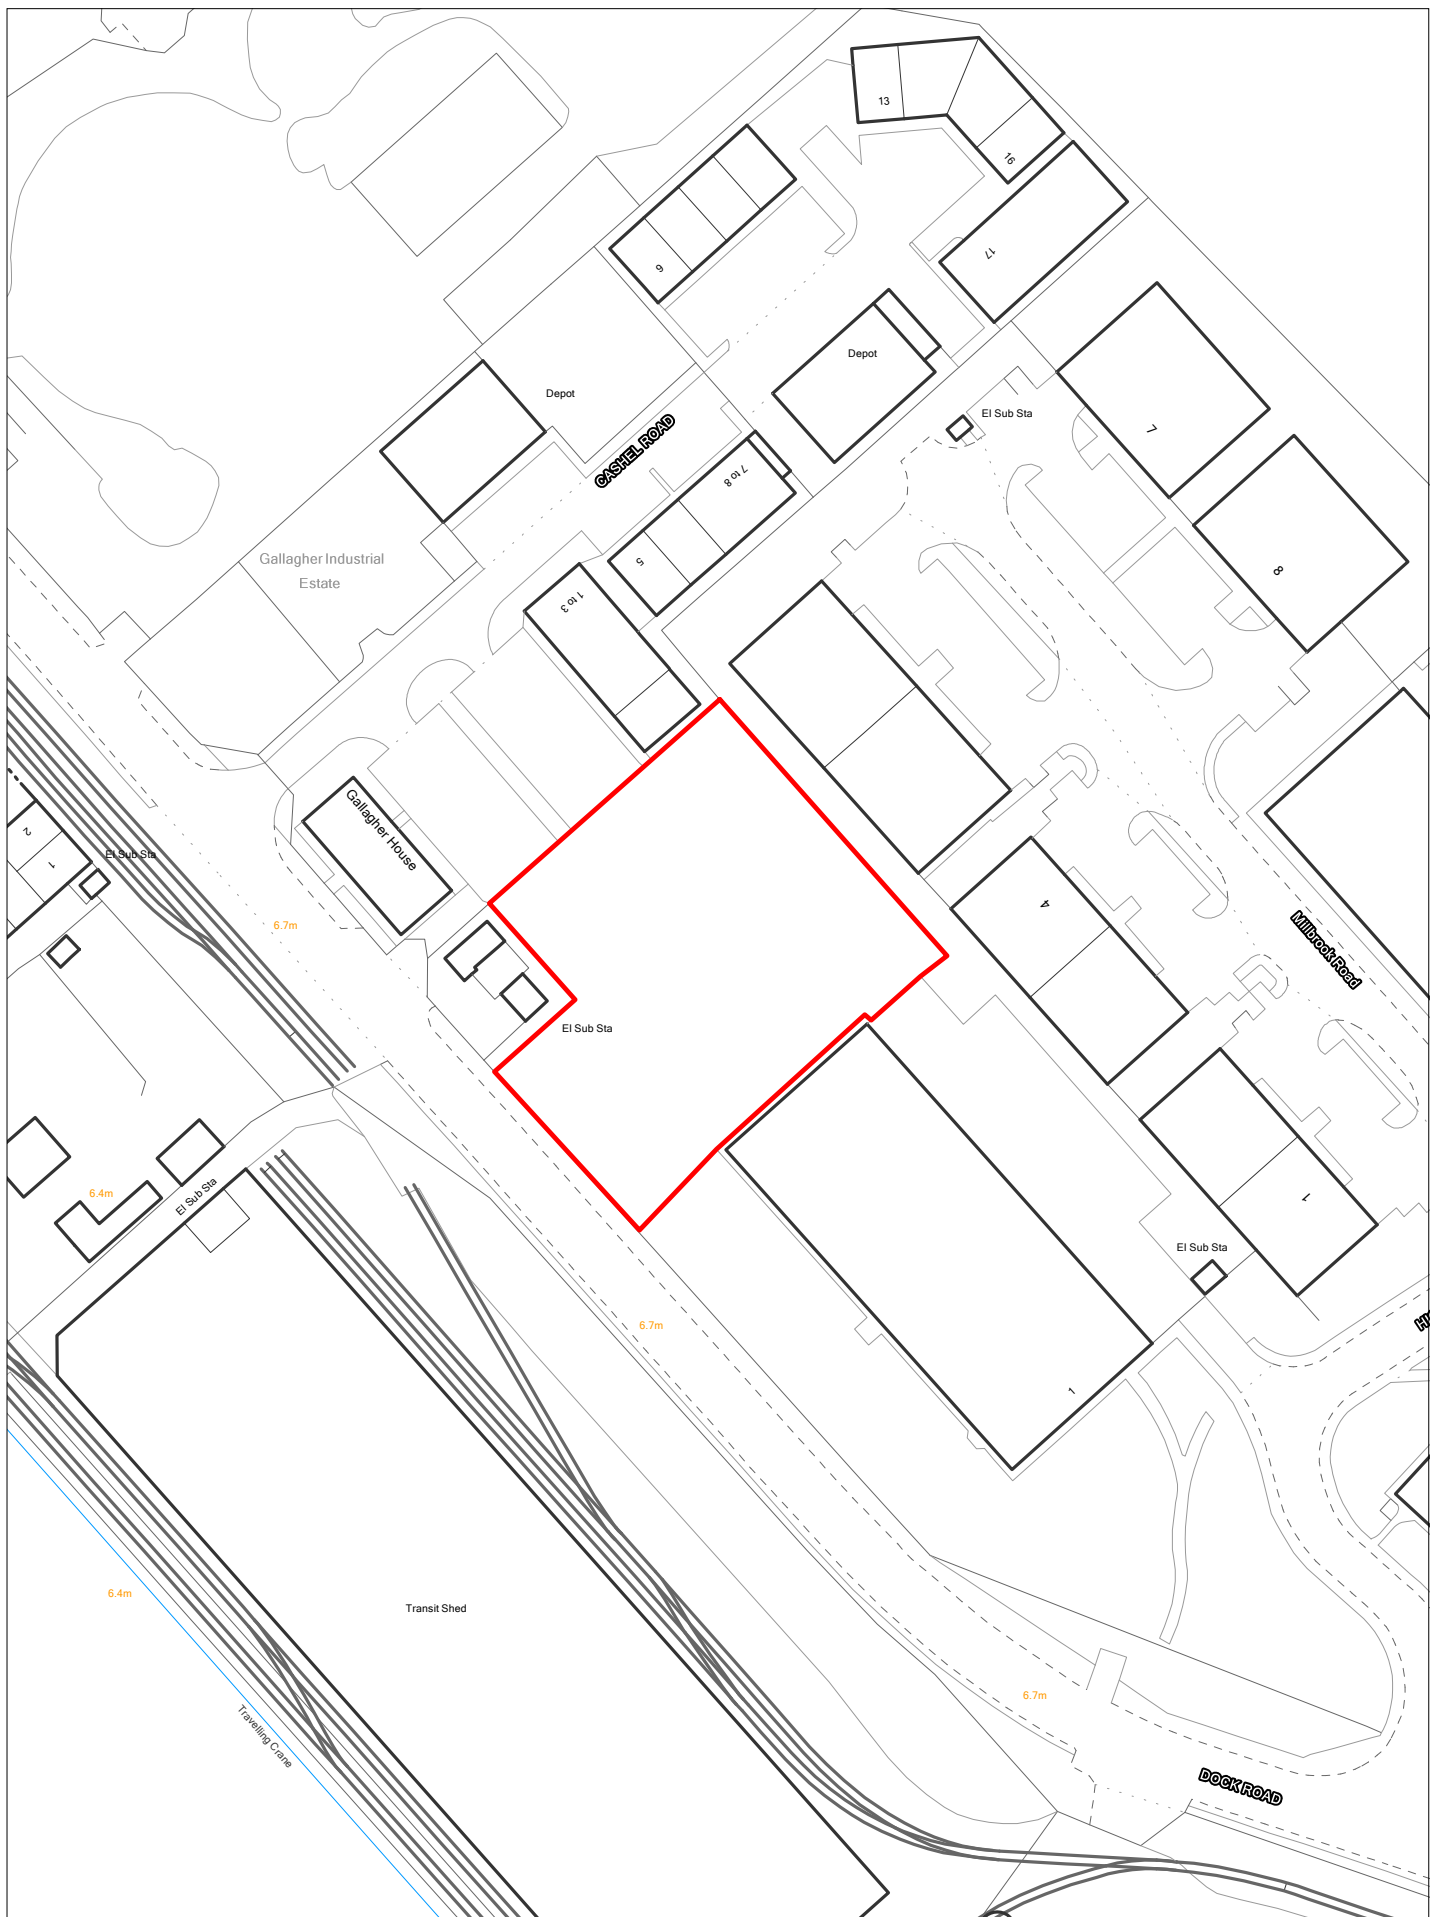 13
16
17
6
Depot
Depot
El Sub Sta
CASHEL ROAD
7
7 to 8
5
8
Gallagher Industrial
Estate
1 to 3
Gallagher House
2
1
El Sub Sta
4
6.7m
Millbrook Road
El Sub Sta
6.4m
El Sub Sta
1
El Sub Sta
6.7m
1
6.4m
Transit Shed
6.7m
Travelling Crane
DOCK ROAD